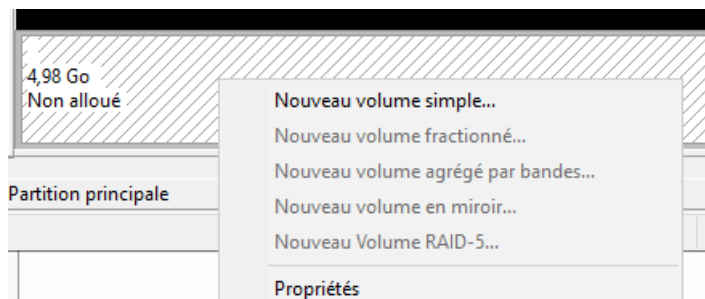 4,98 Go
Non alloué
Nouveau volume simple...
Nouveau volume fractionné...
Nouveau volume agrégé par bandes...
Nouveau volume en miroir...
Nouveau Volume RAID-5...
Partition principale
Propriétés